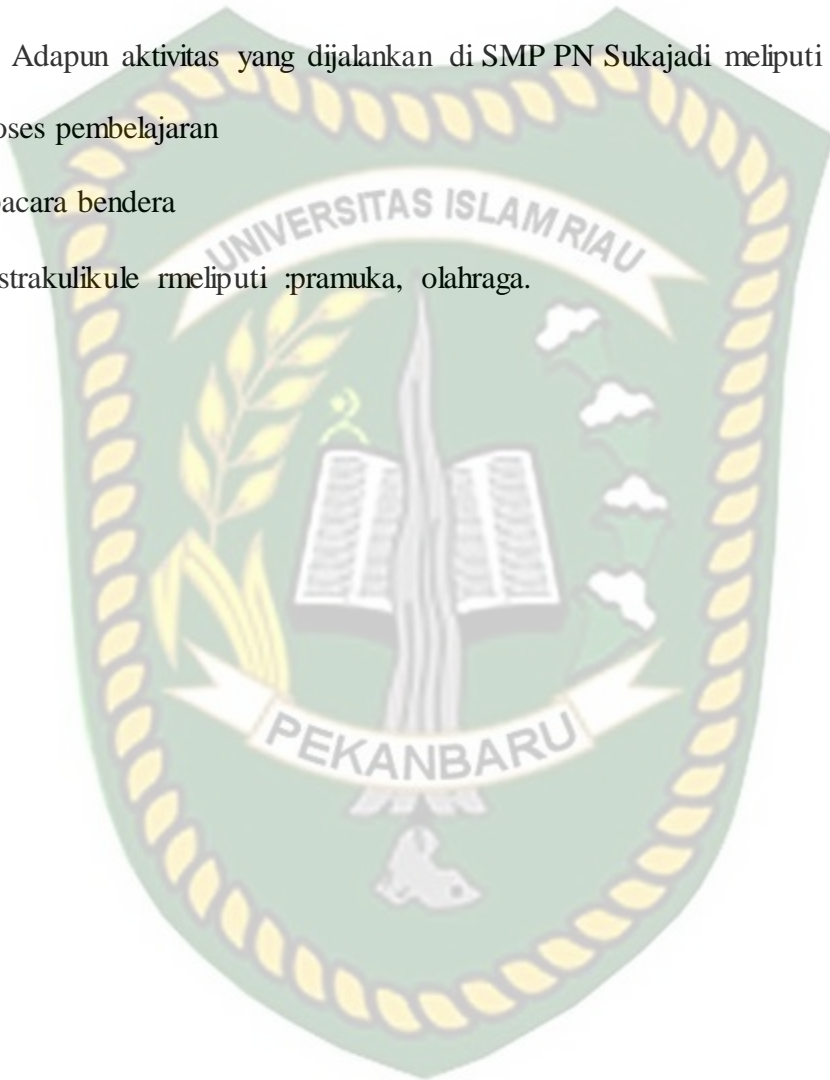 Adapun aktivitas yang dijalankan di SMP PN Sukajadi meliputi
oses pembelajaran
acara bendera
strakulikule rmeliputi :pramuka, olahraga.
UNIVERSITAS ISLAM RIAU
PEKANBARU